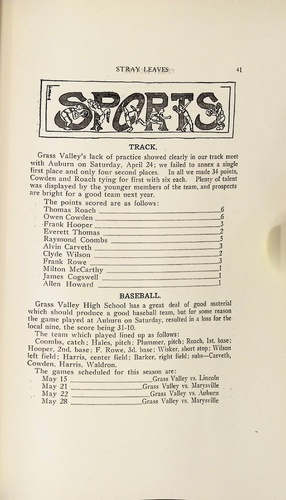 STRAY LEAVES 41
SPORTS
TRACK.
Grass Valley's lack of practice showed clearly in our track meet
with Auburn on Saturday, April 24; we failed to annex a single
first place and only four second places. In all we made 34 points,
Cowden and Roach tying for first with six each. Plenty of talent
was displayed by the younger members of the team, and prospects
are bright for a good team next year.
The points scored are as follows:
Thomas Roach 6
Owen Cowden 6
Frank Hooper 3
Everett Thomas 2
Raymond Coombs 5
Alvin Carveth 3
Clyde Wilson 2
Frank Rowe 3
Milton McCarthy 1
James Cogswell 1
Allen Howard 1
BASEBALL.
Grass Valley High School has a great deal of good material
which should produce a good baseball team, but for some reason
the game played at Auburn on Saturday, resulted in a loss for the
local nine, the score being 31-10.
The teams which played lined up as follows:
Coombs, catch; Hales, pitch; Plummer, pitch; Roach, 1st. base;
Hooper, 2nd. base; F. Rowe, 3d. base; Winker, short stop; Wilson
left field; Harris, center field; Barker, right field; subs—Carveth,
Cowden, Harris, Waldron.
The games scheduled for this season are:
May 15 Grass Valley vs. Lincoln
May 21 Grass Valley vs. Marysville
May 22 Grass Valley vs. Auburn
May 28 Grass Valley vs. Marysville